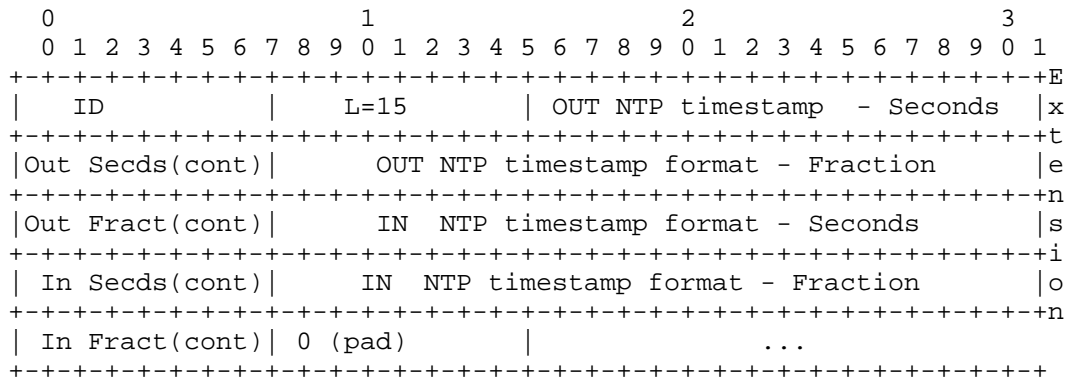 0                   1                   2                   3
 0 1 2 3 4 5 6 7 8 9 0 1 2 3 4 5 6 7 8 9 0 1 2 3 4 5 6 7 8 9 0 1
+-+-+-+-+-+-+-+-+-+-+-+-+-+-+-+-+-+-+-+-+-+-+-+-+-+-+-+-+-+-+-+-+E
|   ID          |    L=15       | OUT NTP timestamp  - Seconds  |x
+-+-+-+-+-+-+-+-+-+-+-+-+-+-+-+-+-+-+-+-+-+-+-+-+-+-+-+-+-+-+-+-+t
|Out Secds(cont)|      OUT NTP timestamp format - Fraction      |e
+-+-+-+-+-+-+-+-+-+-+-+-+-+-+-+-+-+-+-+-+-+-+-+-+-+-+-+-+-+-+-+-+n
|Out Fract(cont)|      IN  NTP timestamp format - Seconds       |s
+-+-+-+-+-+-+-+-+-+-+-+-+-+-+-+-+-+-+-+-+-+-+-+-+-+-+-+-+-+-+-+-+i
| In Secds(cont)|     IN  NTP timestamp format - Fraction       |o
+-+-+-+-+-+-+-+-+-+-+-+-+-+-+-+-+-+-+-+-+-+-+-+-+-+-+-+-+-+-+-+-+n
| In Fract(cont)| 0 (pad)       |              ...
+-+-+-+-+-+-+-+-+-+-+-+-+-+-+-+-+-+-+-+-+-+-+-+-+-+-+-+-+-+-+-+-+